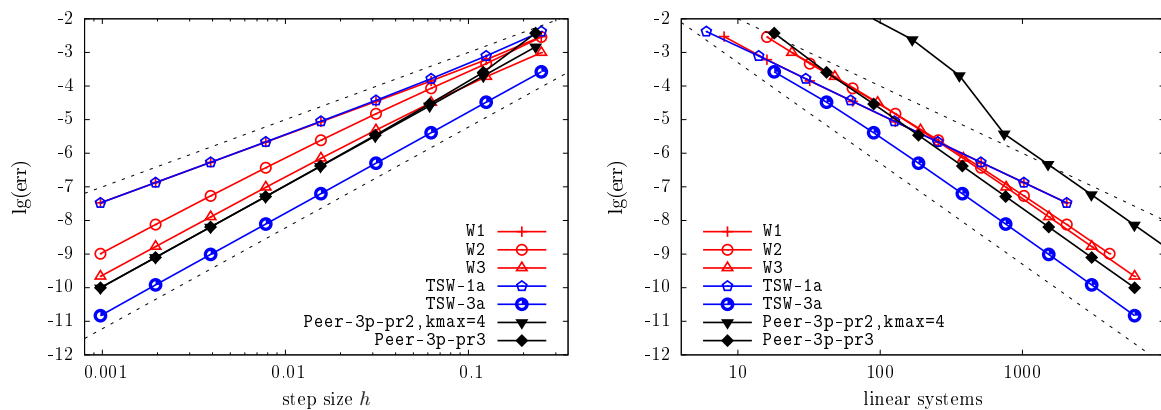 -2
-3
-4
-5
-6
-7
-8
-9
-10
-11
-12
lg(err)
0.001
0.01
0.1
step size h
W1
W2
W3
TSW-1a
TSW-3a
Peer-3p-pr2,kmax=4
Peer-3p-pr3
-2
-3
-4
-5
-6
-7
-8
-9
-10
-11
-12
lg(err)
10
100
1000
linear systems
W1
W2
W3
TSW-1a
TSW-3a
Peer-3p-pr2,kmax=4
Peer-3p-pr3